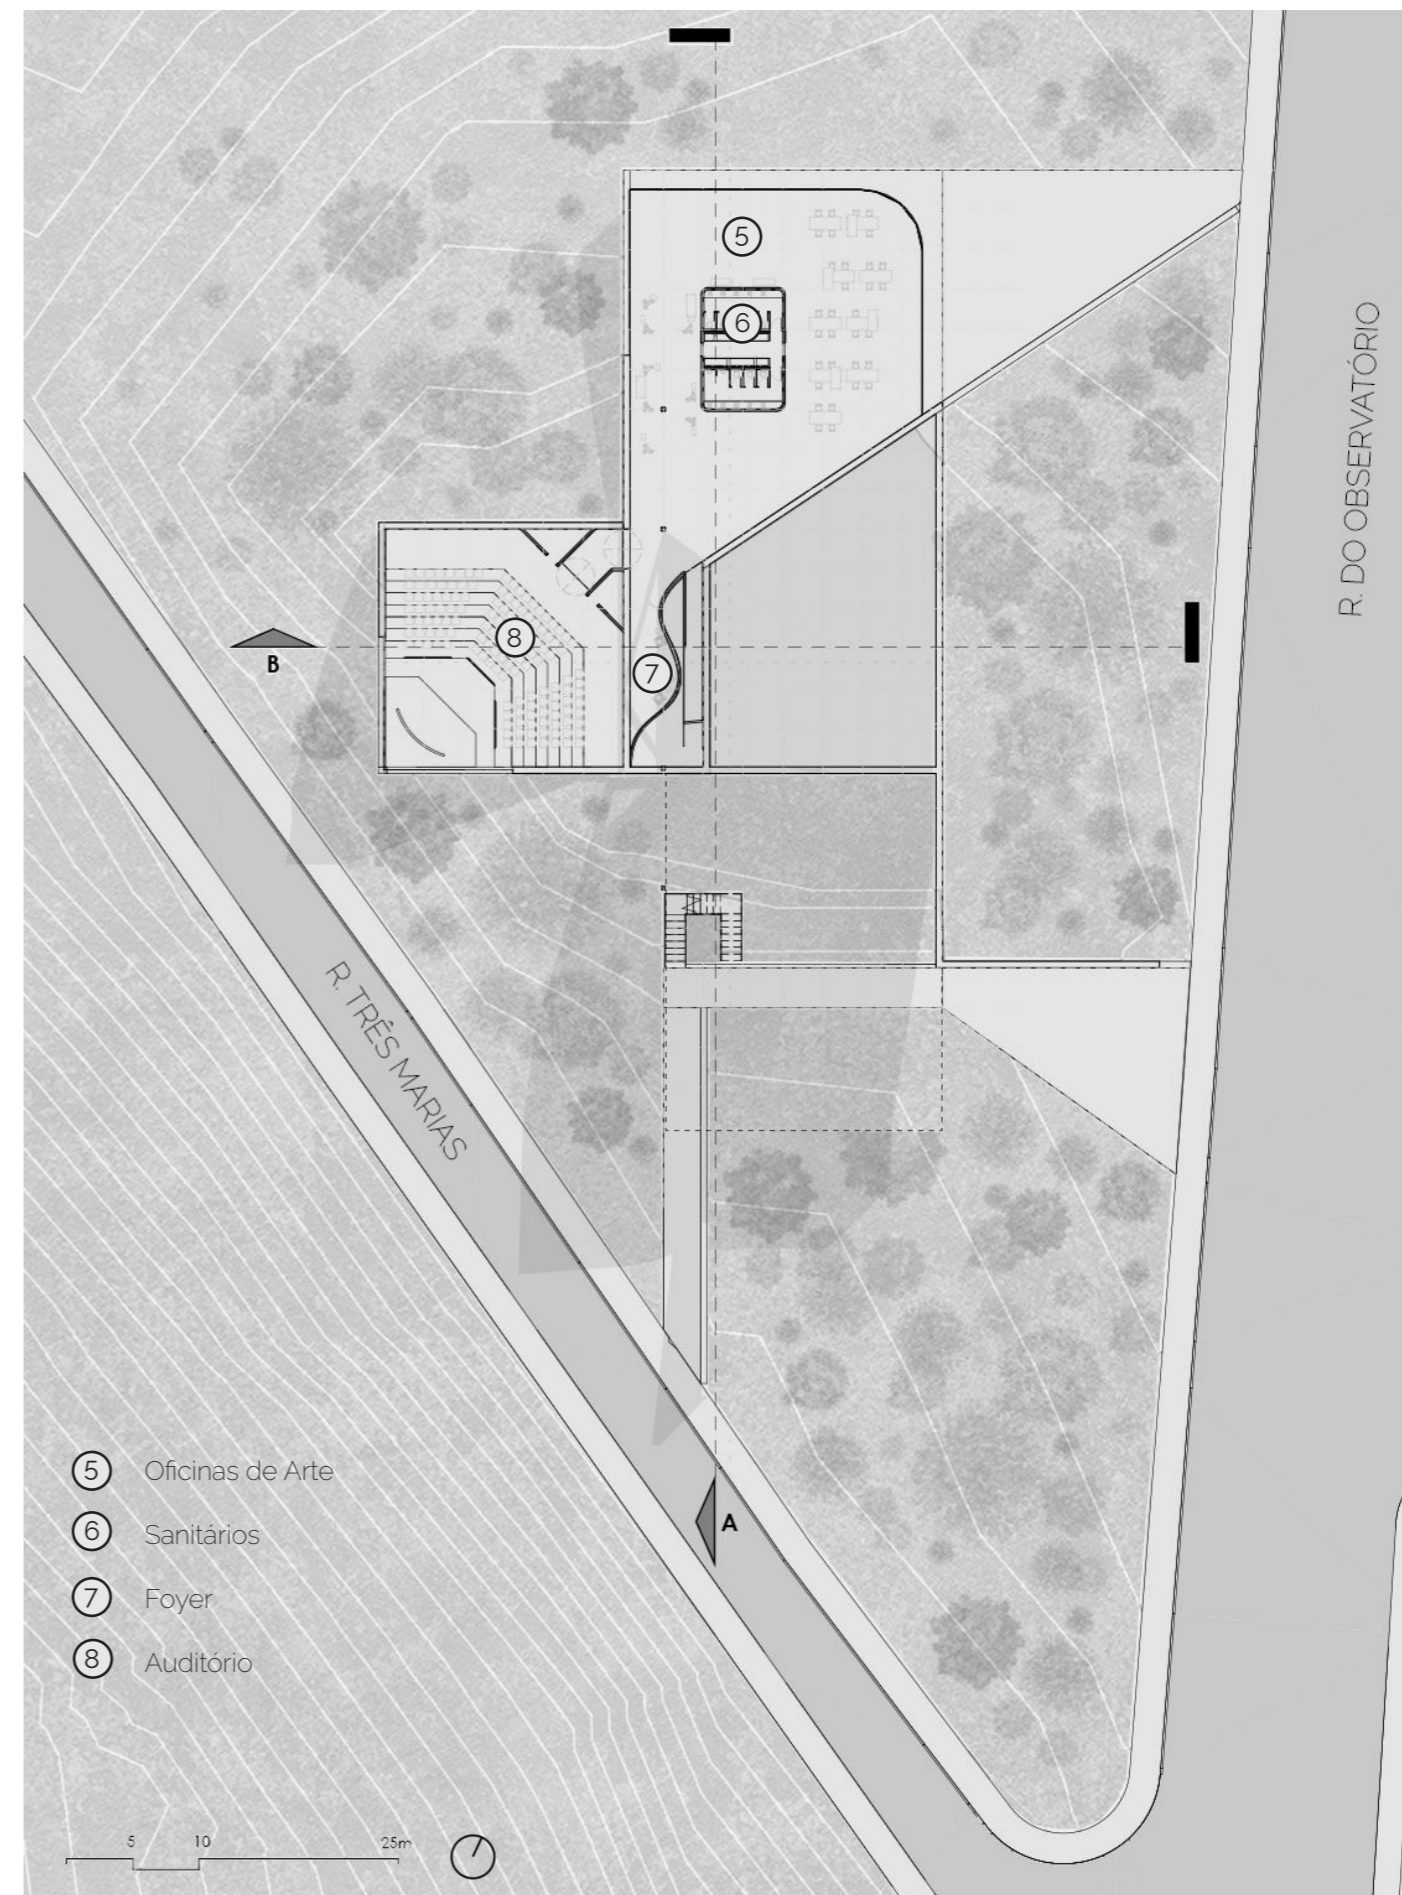 5
6
8
B
7
R. DO OBSERVATÓRIO
R. TRÊS MARIAS
A
5 Oficinas de Arte
6 Sanitários
7 Foyer
8 Auditório
5 10 25m